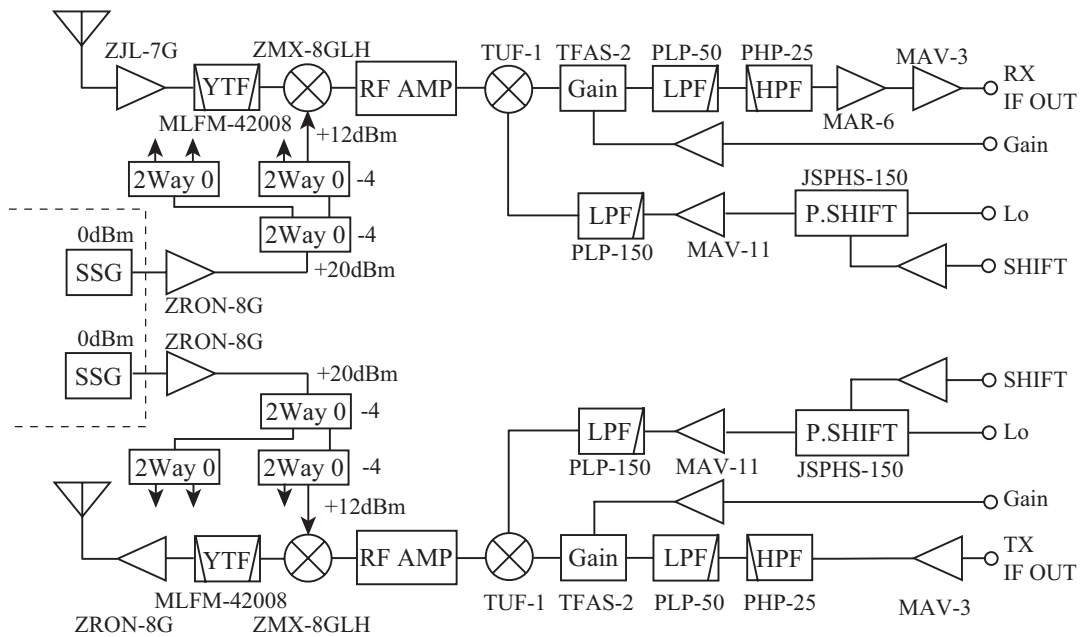 ZJL-7G
ZMX-8GLH
TUF-1
TFAS-2
PLP-50
PHP-25
MAV-3
YTF
RF AMP
Gain
LPF
HPF
RX
IF OUT
MLFM-42008
MAR-6
+12dBm
Gain
2Way 0
2Way 0
-4
JSPHS-150
LPF
P.SHIFT
Lo
2Way 0
-4
0dBm
PLP-150
MAV-11
SSG
+20dBm
SHIFT
ZRON-8G
0dBm
ZRON-8G
SSG
+20dBm
SHIFT
2Way 0
-4
LPF
P.SHIFT
Lo
2Way 0
2Way 0
-4
PLP-150
MAV-11
JSPHS-150
+12dBm
Gain
YTF
RF AMP
Gain
LPF
HPF
TX
IF OUT
MLFM-42008
TUF-1
TFAS-2
PLP-50
PHP-25
MAV-3
ZRON-8G
ZMX-8GLH